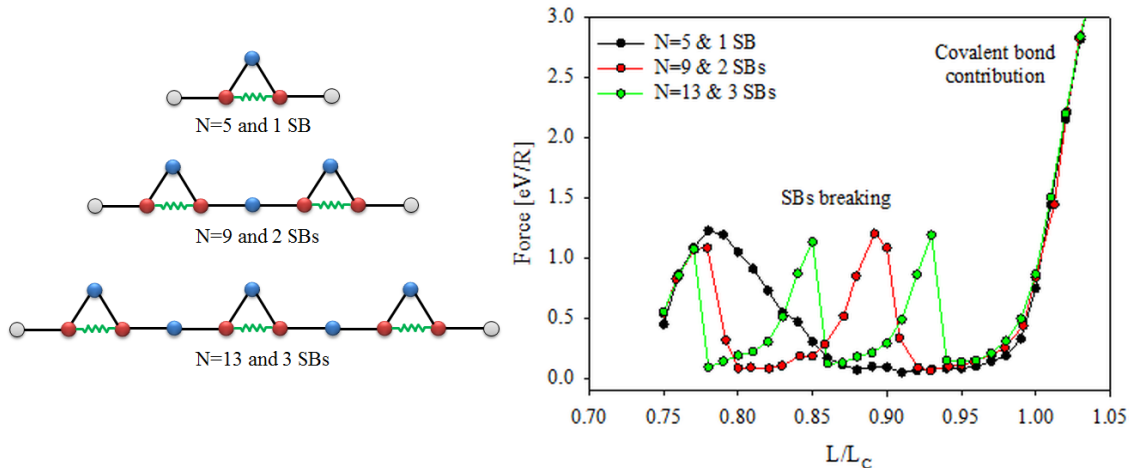 N=5 and 1 SB
N=9 and 2 SBs
N=13 and 3 SBs
Force [eV/R]
3.0
2.5
2.0
1.5
1.0
0.5
0.0
N=5 & 1 SB
N=9 & 2 SBs
N=13 & 3 SBs
Covalent bond
contribution
SBs breaking
0.70 0.75 0.80 0.85 0.90 0.95 1.00 1.05
L/L_C